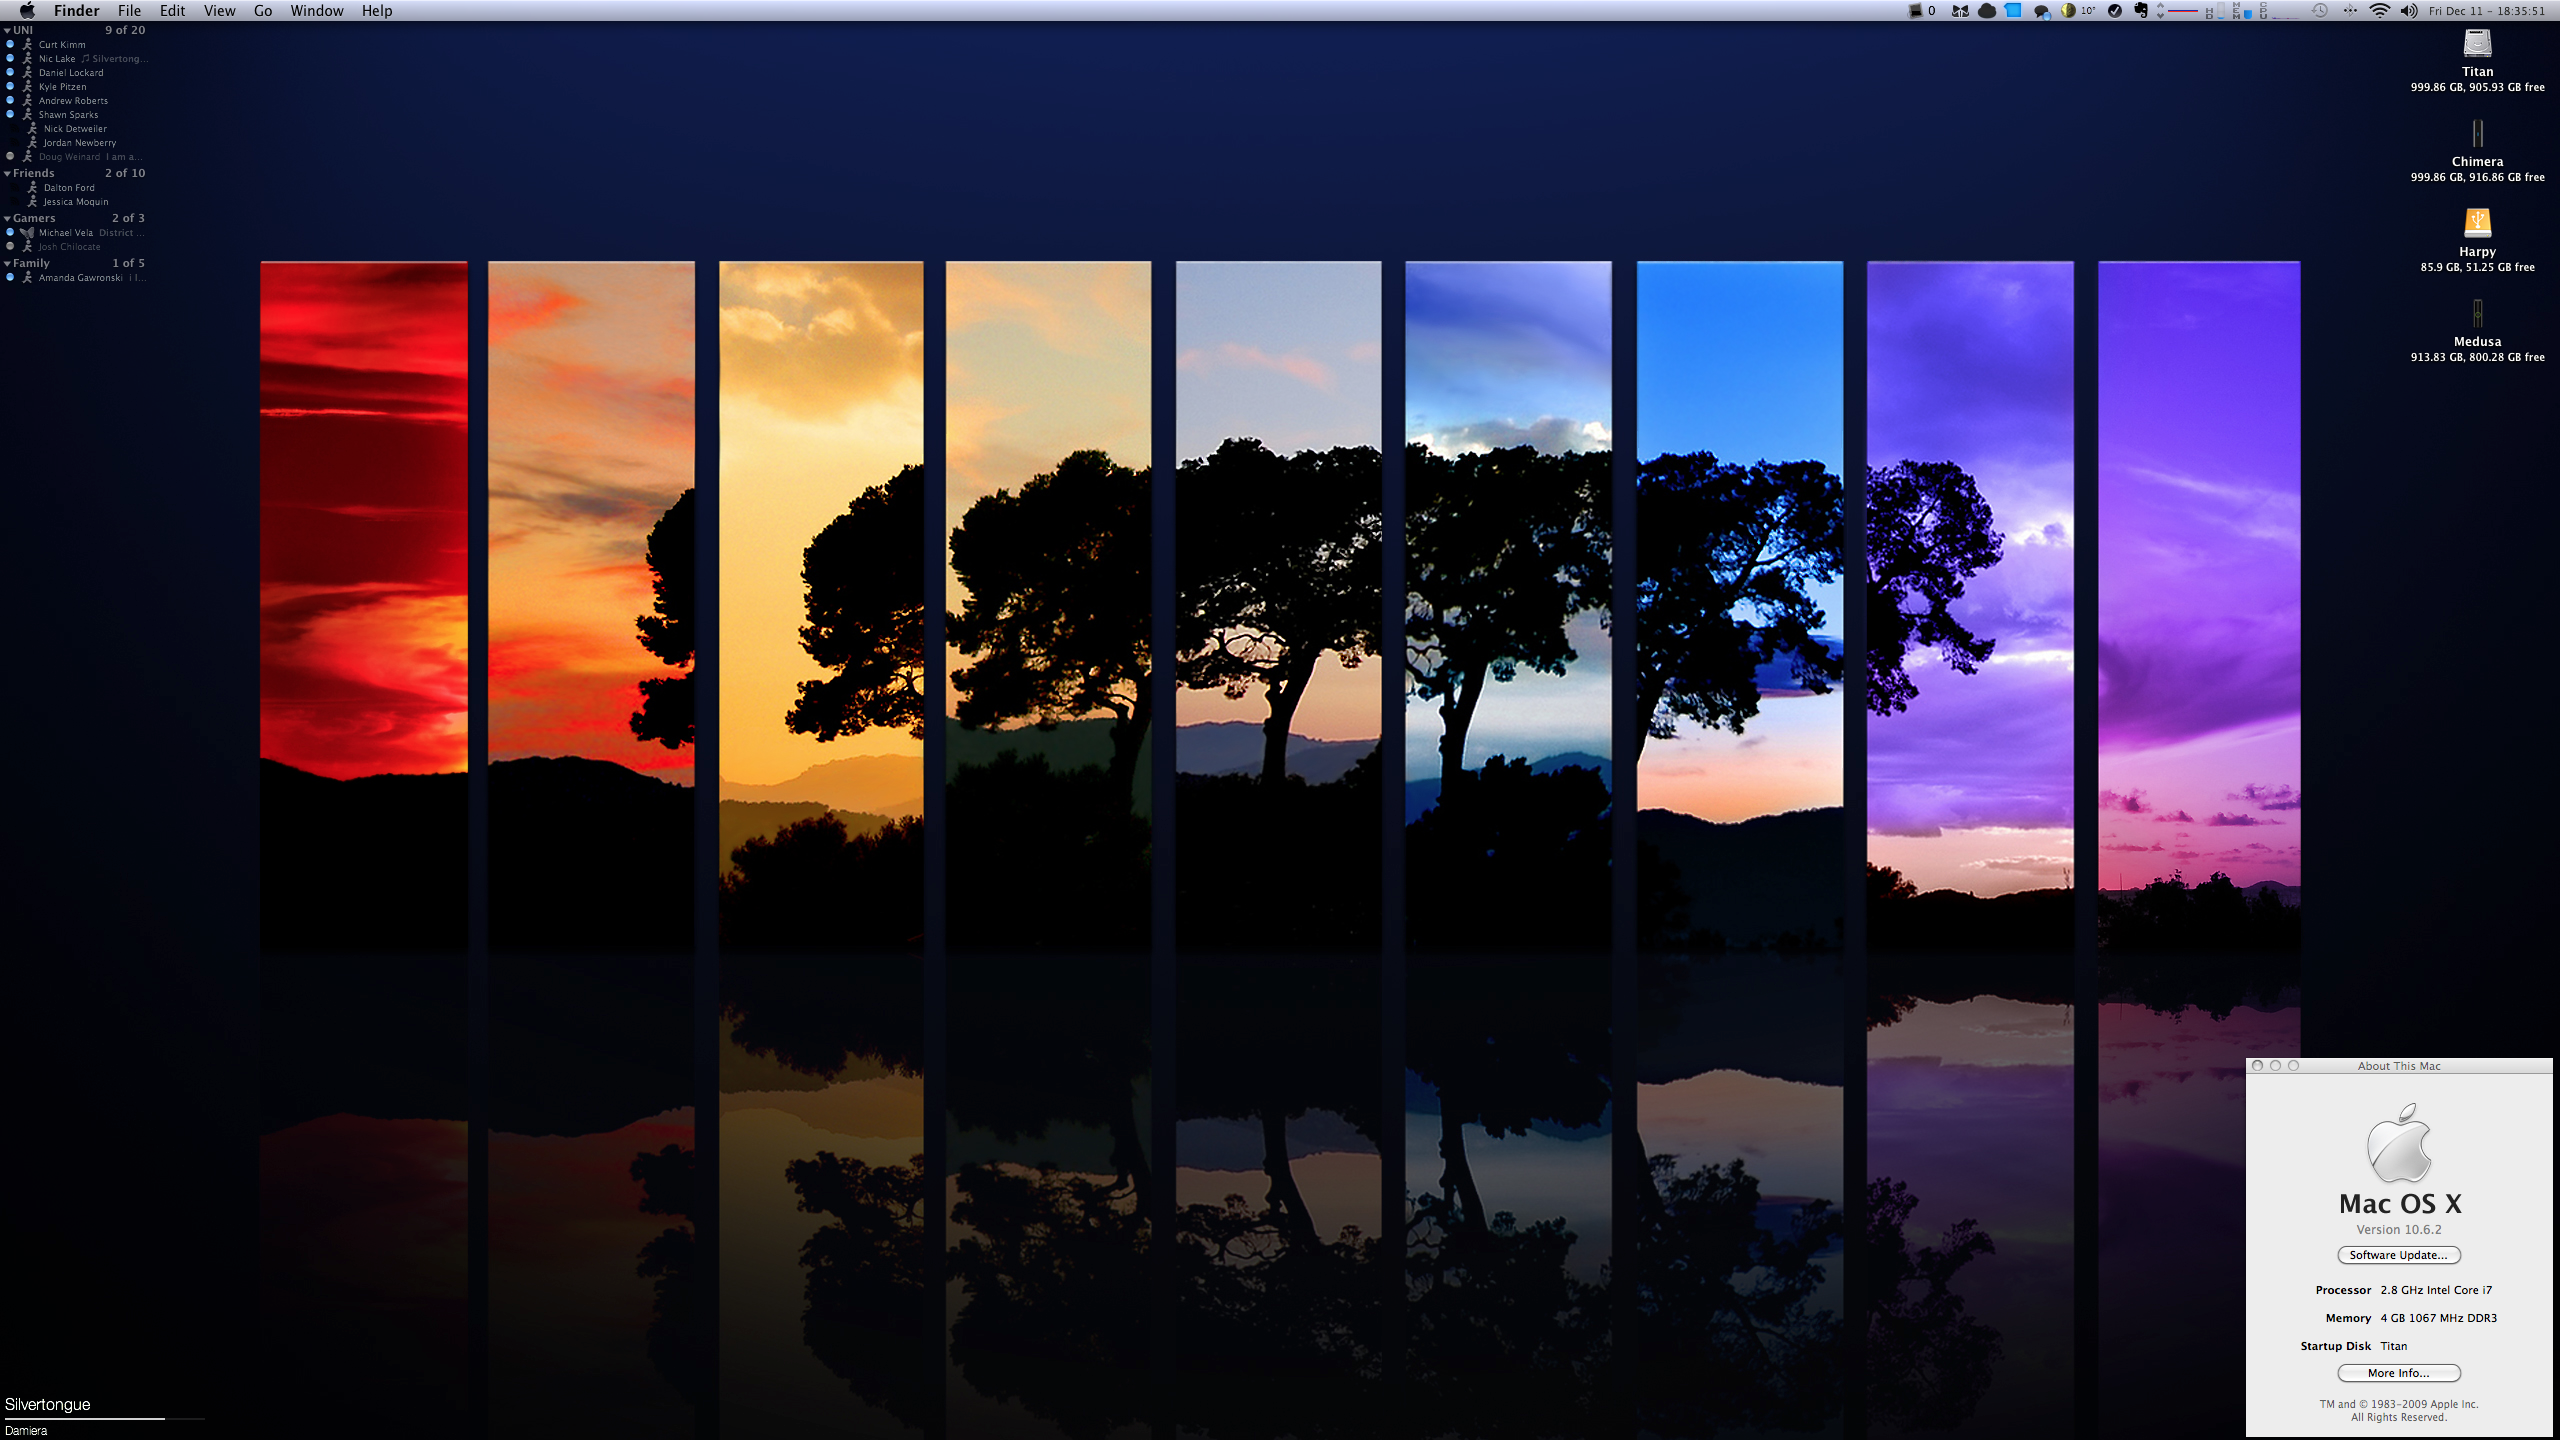 Finder File Edit View Go Window Help
0 10° Fri Dec 11 - 18:35:51
UNI 9 of 20
Curt Kimm
Nic Lake Silvertong...
Daniel Lockard
Kyle Pitzen
Andrew Roberts
Shawn Sparks
Nick Detweiler
Jordan Newberry
Doug Weinard I am a...
Friends 2 of 10
Dalton Ford
Jessica Moquin
Gamers 2 of 3
Michael Vela District ...
Josh Chilocate
Family 1 of 5
Amanda Gawronski i l...
Titan
999.86 GB, 905.93 GB free
Chimera
999.86 GB, 916.86 GB free
Harpy
85.9 GB, 51.25 GB free
Medusa
913.83 GB, 800.28 GB free
About This Mac
Mac OS X
Version 10.6.2
Software Update...
Processor 2.8 GHz Intel Core i7
Memory 4 GB 1067 MHz DDR3
Startup Disk Titan
More Info...
TM and © 1983-2009 Apple Inc.
All Rights Reserved.
Silvertongue
Damiera